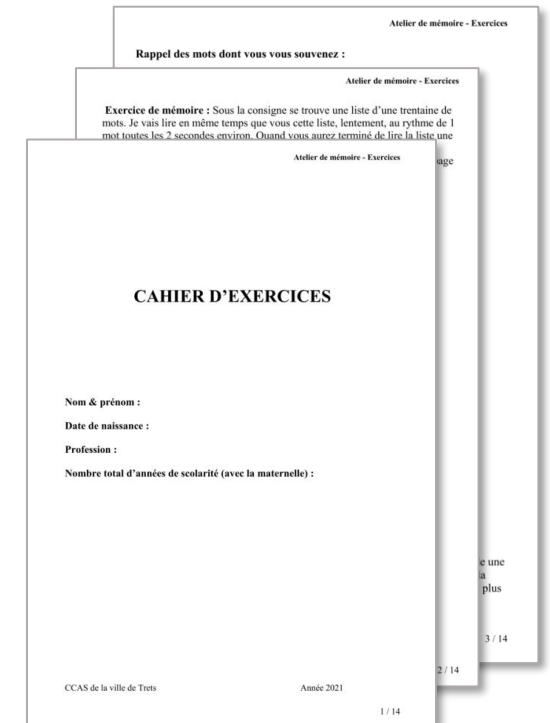 Atelier de mémoire - Exercices
Rappel des mots dont vous vous souvenez :
Atelier de mémoire - Exercices
Exercice de mémoire : Sous la consigne se trouve une liste d'une trentaine de
mots. Je vais lire en même temps que vous cette liste, lentement, au rythme de 1
mot toutes les 2 secondes environ. Quand vous aurez terminé de lire la liste une
Atelier de mémoire - Exercices
CAHIER D'EXERCICES
Nom & prénom :
Date de naissance :
Profession :
Nombre total d'années de scolarité (avec la maternelle) :
une
plus
3 / 14
2 / 14
CCAS de la ville de Trets Année 2021
1 / 14